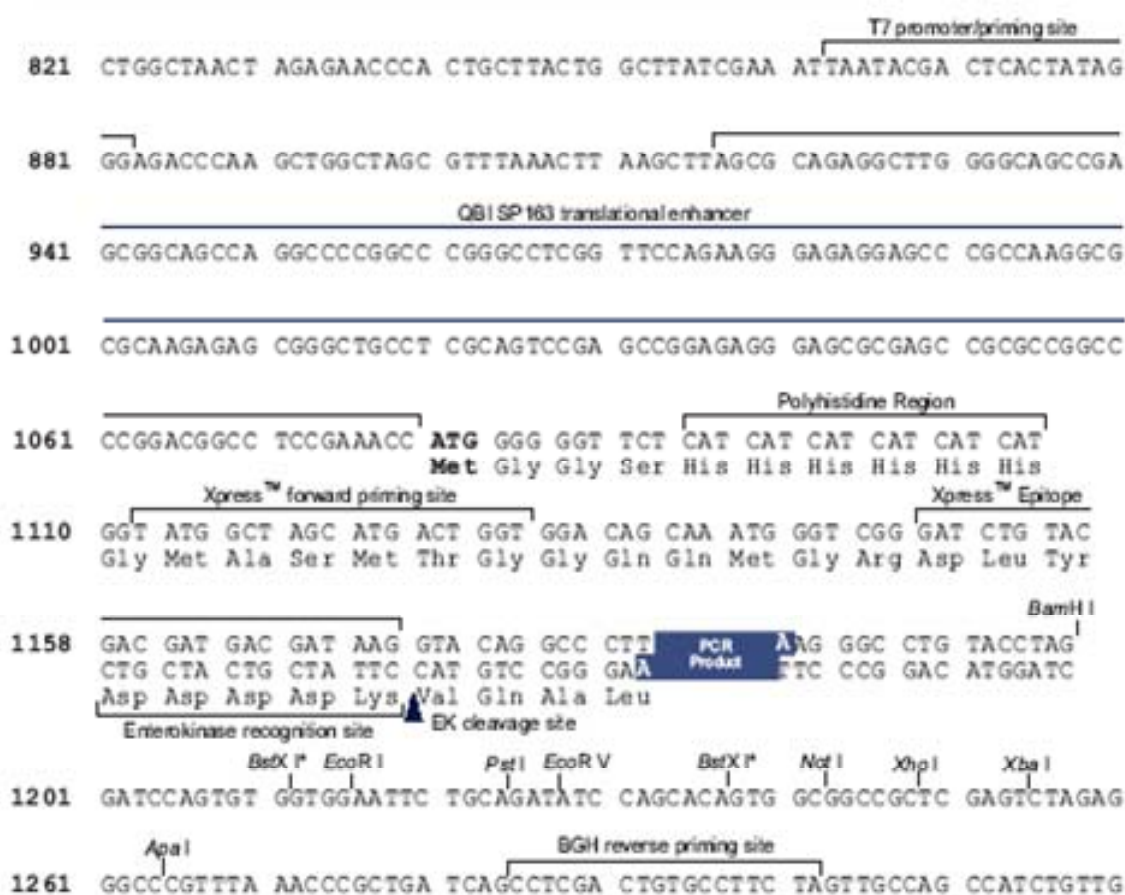 T7 promoter/priming site
821 CTGGCTAACT AGAGAACCCA CTGCTTACTG GCTTATCGAA ATTAATACGA CTCACTATAG
881 GGAGACCCAA GCTGGCTAGC GTTTAAACTT AAGCTTAGCG CAGAGGCTTG GGGCAGCCGA
QBI SP163 translational enhancer
941 GCGGCAGCCA GGCCCCGGCC CGGGCCTCGG TTCCAGAAGG GAGAGGAGCC CGCCAAGGCG
1001 CGCAAGAGAG CGGGCTGCCT CGCAGTCCGA GCCGGAGAGG GAGCGCGAGC CGCGCCGGCC
Polyhistidine Region
1061 CCGGACGGCC TCCGAAACC ATG GGG GGT TCT CAT CAT CAT CAT CAT CAT
Met Gly Gly Ser His His His His His His
Xpress™ forward priming site Xpress™ Epitope
1110 GGT ATG GCT AGC ATG ACT GGT GGA CAG CAA ATG GGT CGG GAT CTG TAC
Gly Met Ala Ser Met Thr Gly Gly Gln Gln Met Gly Arg Asp Leu Tyr
BamH I
1158 GAC GAT GAC GAT AAG GTA CAG GCC CTT PCR A AG GGC CTG TACCTAG
CTG CTA CTG CTA TTC CAT GTC CGG GAA Product TTC CCG GAC ATGGATC
Asp Asp Asp Asp Lys Val Gln Ala Leu
Enterokinase recognition site EK cleavage site
BstX I* EcoR I Pst I EcoR V BstX I* Not I Xho I Xba I
1201 GATCCAGTGT GGTGGAATTC TGCAGATATC CAGCACAGTG GCGGCCGCTC GAGTCTAGAG
Apa I BGH reverse priming site
1261 GGCCCGTTTA AACCCGCTGA TCAGCCTCGA CTGTGCCTTC TAGTTGCCAG CCATCTGTTG